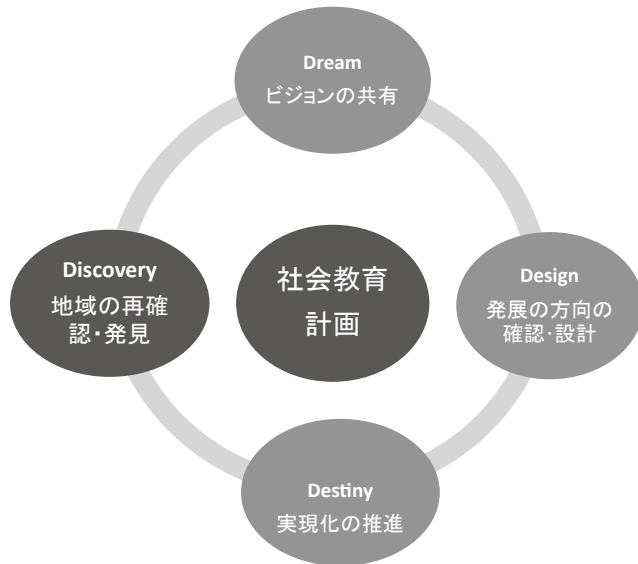 Dream
ビジョンの共有
Discovery
地域の再確
認・発見
社会教育
計画
Design
発展の方向の
確認・設計
Destiny
実現化の推進